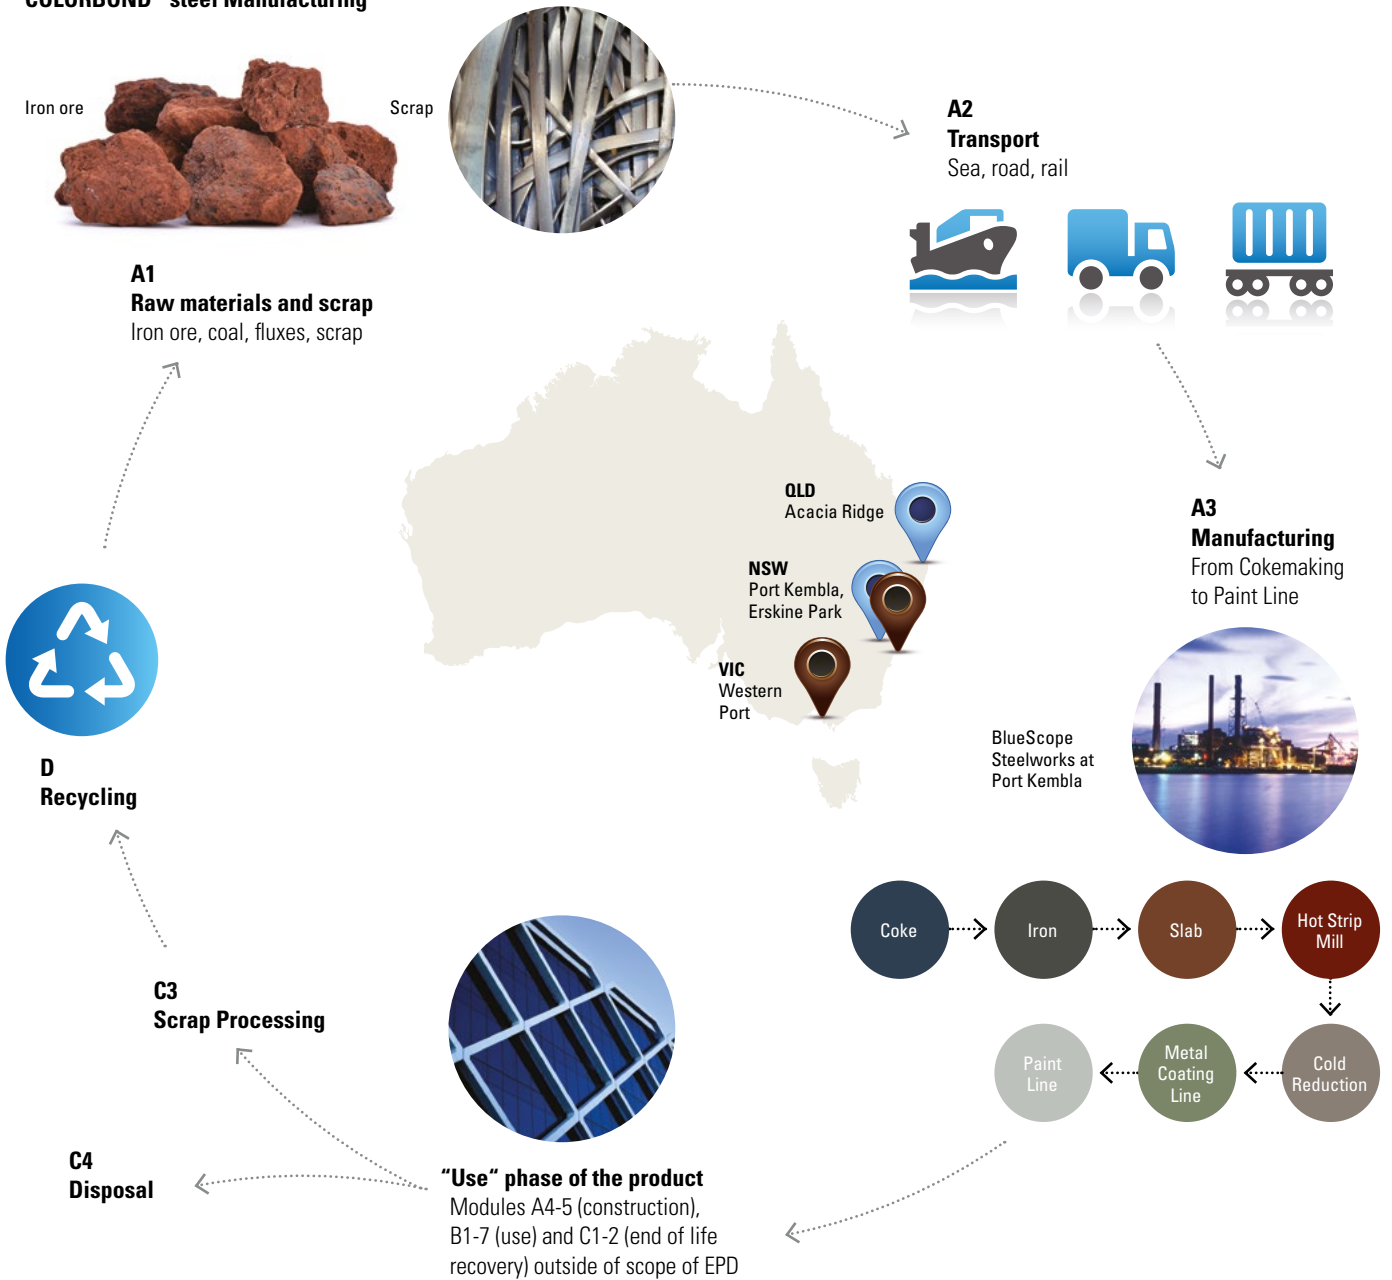 Iron ore
Scrap
A1
Raw materials and scrap
Iron ore, coal, fluxes, scrap
A2
Transport
Sea, road, rail
QLD
Acacia Ridge
NSW
Port Kembla,
Erskine Park
VIC
Western
Port
A3
Manufacturing
From Cokemaking
to Paint Line
BlueScope
Steelworks at
Port Kembla
Coke
Iron
Slab
Hot Strip
Mill
Cold
Reduction
Metal
Coating
Line
Paint
Line
“Use“ phase of the product
Modules A4-5 (construction),
B1-7 (use) and C1-2 (end of life
recovery) outside of scope of EPD
C4
Disposal
C3
Scrap Processing
D
Recycling